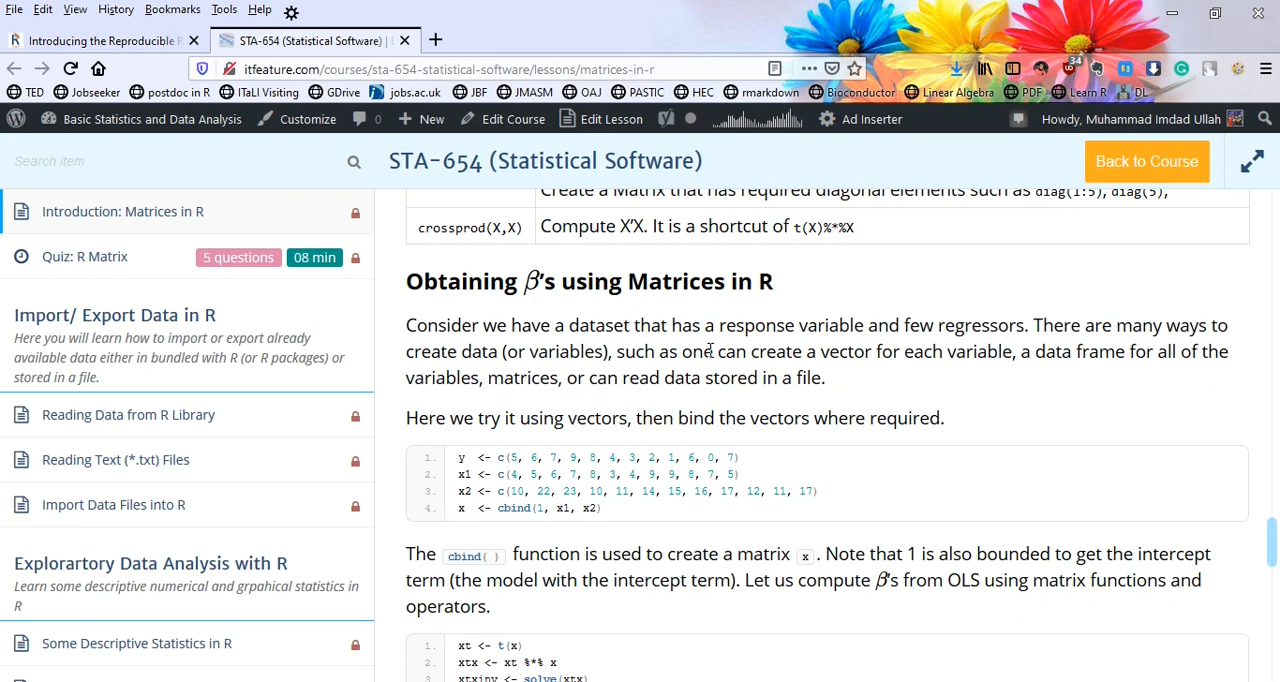 File Edit View History Bookmarks Tools Help
Introducing the Reproducible R
STA-654 (Statistical Software) |
itfeature.com/courses/sta-654-statistical-software/lessons/matrices-in-r
34
TED Jobseeker postdoc in R ITaLI Visiting GDrive jobs.ac.uk JBF JMASM OAJ PASTIC HEC rmarkdown Bioconductor Linear Algebra PDF Learn R DL
Basic Statistics and Data Analysis Customize 0 New Edit Course Edit Lesson Ad Inserter Howdy, Muhammad Imdad Ullah
Search item
STA-654 (Statistical Software)
Back to Course
Introduction: Matrices in R
Quiz: R Matrix 5 questions 08 min
Import/ Export Data in R
Here you will learn how to import or export already
available data either in bundled with R (or R packages) or
stored in a file.
Reading Data from R Library
Reading Text (*.txt) Files
Import Data Files into R
Explorartory Data Analysis with R
Learn some descriptive numerical and grpahical statistics in
R
Some Descriptive Statistics in R
Create a Matrix that has required diagonal elements such as diag(1:5), diag(5),
crossprod(X,X) Compute X'X. It is a shortcut of t(X)%*%X
Obtaining β's using Matrices in R
Consider we have a dataset that has a response variable and few regressors. There are many ways to
create data (or variables), such as one can create a vector for each variable, a data frame for all of the
variables, matrices, or can read data stored in a file.
Here we try it using vectors, then bind the vectors where required.
1. y <- c(5, 6, 7, 9, 8, 4, 3, 2, 1, 6, 0, 7)
2. x1 <- c(4, 5, 6, 7, 8, 3, 4, 9, 9, 8, 7, 5)
3. x2 <- c(10, 22, 23, 10, 11, 14, 15, 16, 17, 12, 11, 17)
4. x <- cbind(1, x1, x2)
The cbind( ) function is used to create a matrix x . Note that 1 is also bounded to get the intercept
term (the model with the intercept term). Let us compute β's from OLS using matrix functions and
operators.
1. xt <- t(x)
2. xtx <- xt %*% x
3. xtxinv <- solve(xtx)